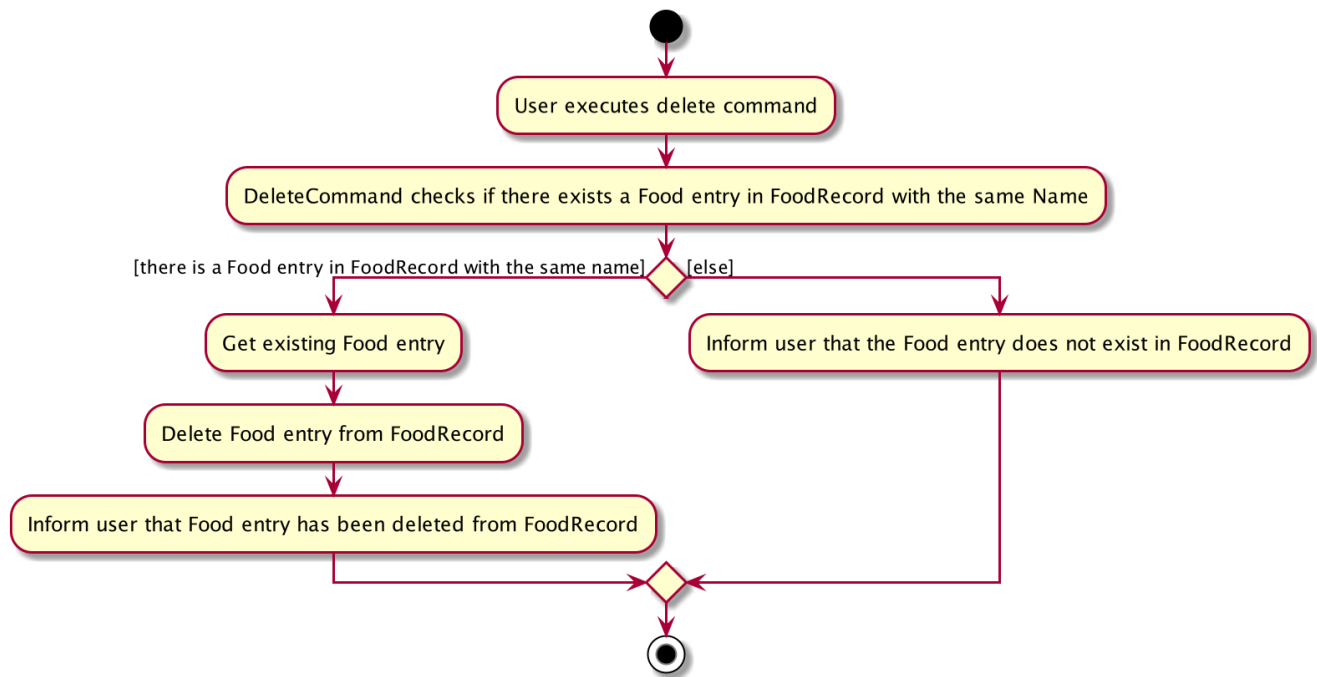 User executes delete command
DeleteCommand checks if there exists a Food entry in FoodRecord with the same Name
[there is a Food entry in FoodRecord with the same name]
[else]
Get existing Food entry
Inform user that the Food entry does not exist in FoodRecord
Delete Food entry from FoodRecord
Inform user that Food entry has been deleted from FoodRecord